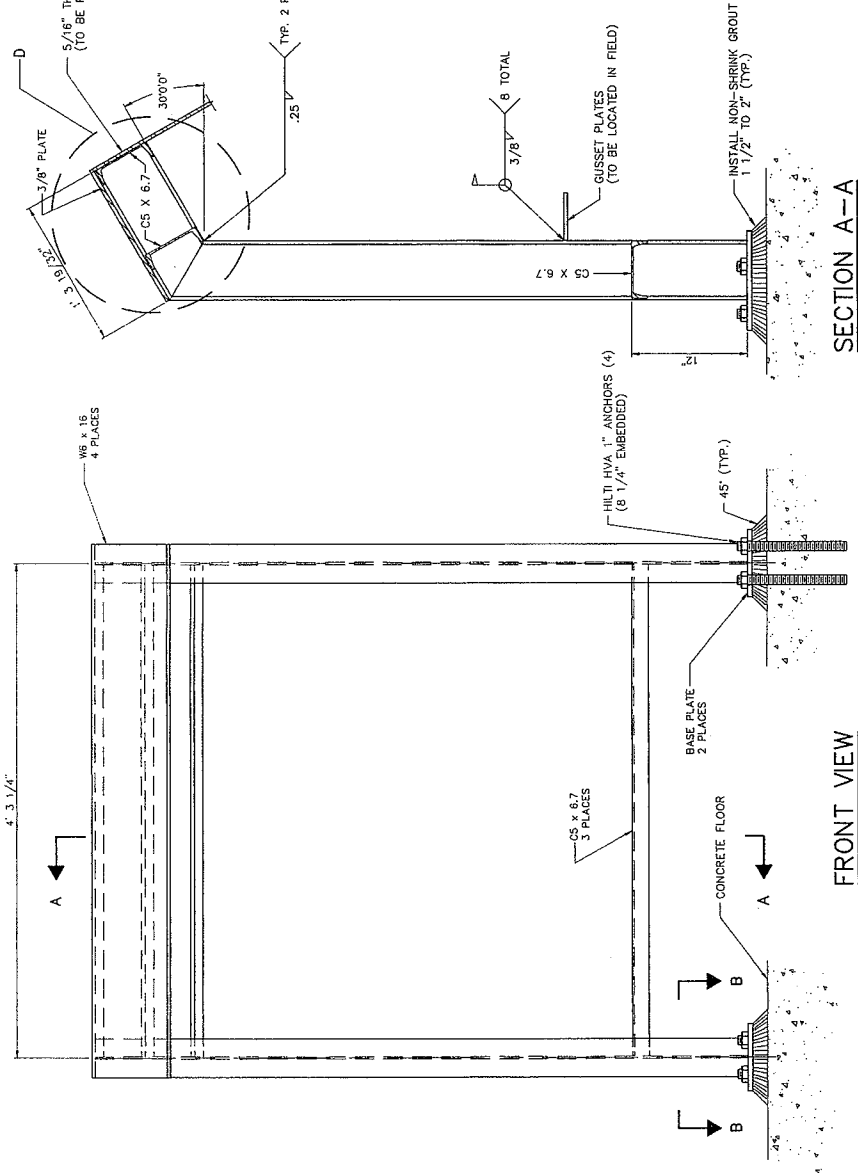 4' 3 1/4"
A
W6 x 16
4 PLACES
C5 x 6.7
3 PLACES
HILTI HVA 1" ANCHORS (4)
(8 1/4" EMBEDDED)
BASE PLATE
2 PLACES
45° (TYP.)
CONCRETE FLOOR
B
B
A
FRONT VIEW
D
3/8" PLATE
5/16"
(TO BE
1' 3 19/32"
C5 X 6.7
30°0'0"
TYP. 2
.25
3/8
8 TOTAL
GUSSET PLATES
(TO BE LOCATED IN FIELD)
C5 X 6.7
12"
INSTALL NON-SHRINK GROUT
1 1/2" TO 2" (TYP.)
SECTION A-A